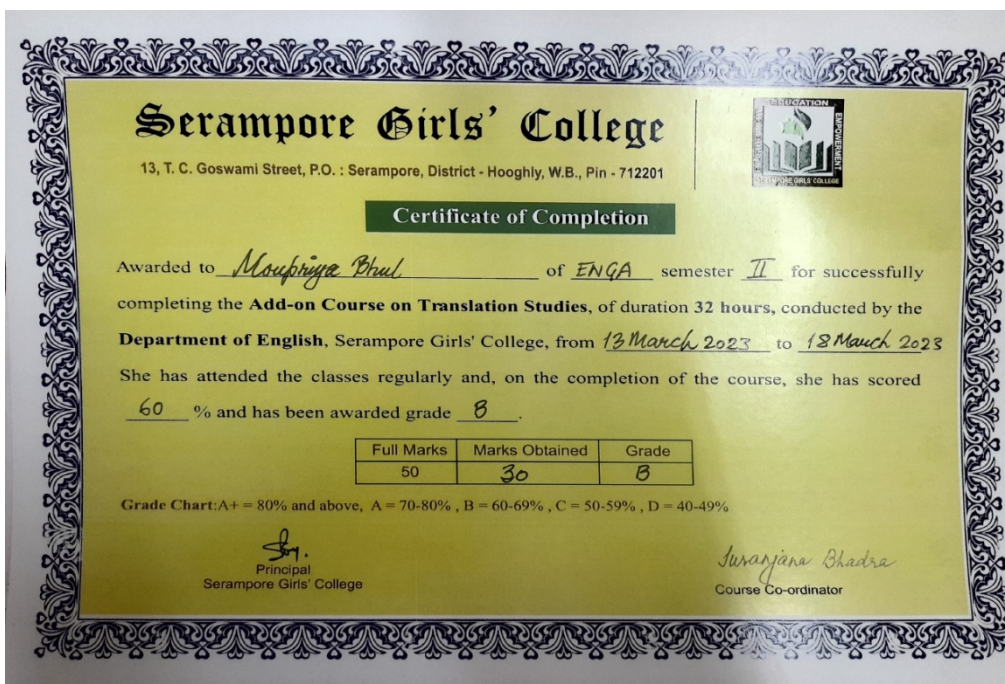 Serampore Girls' College
13, T. C. Goswami Street, P.O. : Serampore, District - Hooghly, W.B., Pin - 712201
EDUCATION
EMPOWERMENT
SERAMPORE GIRLS' COLLEGE
Certificate of Completion
Awarded to Moupriya Bhul of ENGA semester II for successfully
completing the Add-on Course on Translation Studies, of duration 32 hours, conducted by the
Department of English, Serampore Girls' College, from 13 March 2023 to 18 March 2023
She has attended the classes regularly and, on the completion of the course, she has scored
60 % and has been awarded grade B.
Full Marks Marks Obtained Grade
50 30 B
Grade Chart:A+ = 80% and above, A = 70-80% , B = 60-69% , C = 50-59% , D = 40-49%
Principal
Serampore Girls' College
Suranjana Bhadra
Course Co-ordinator